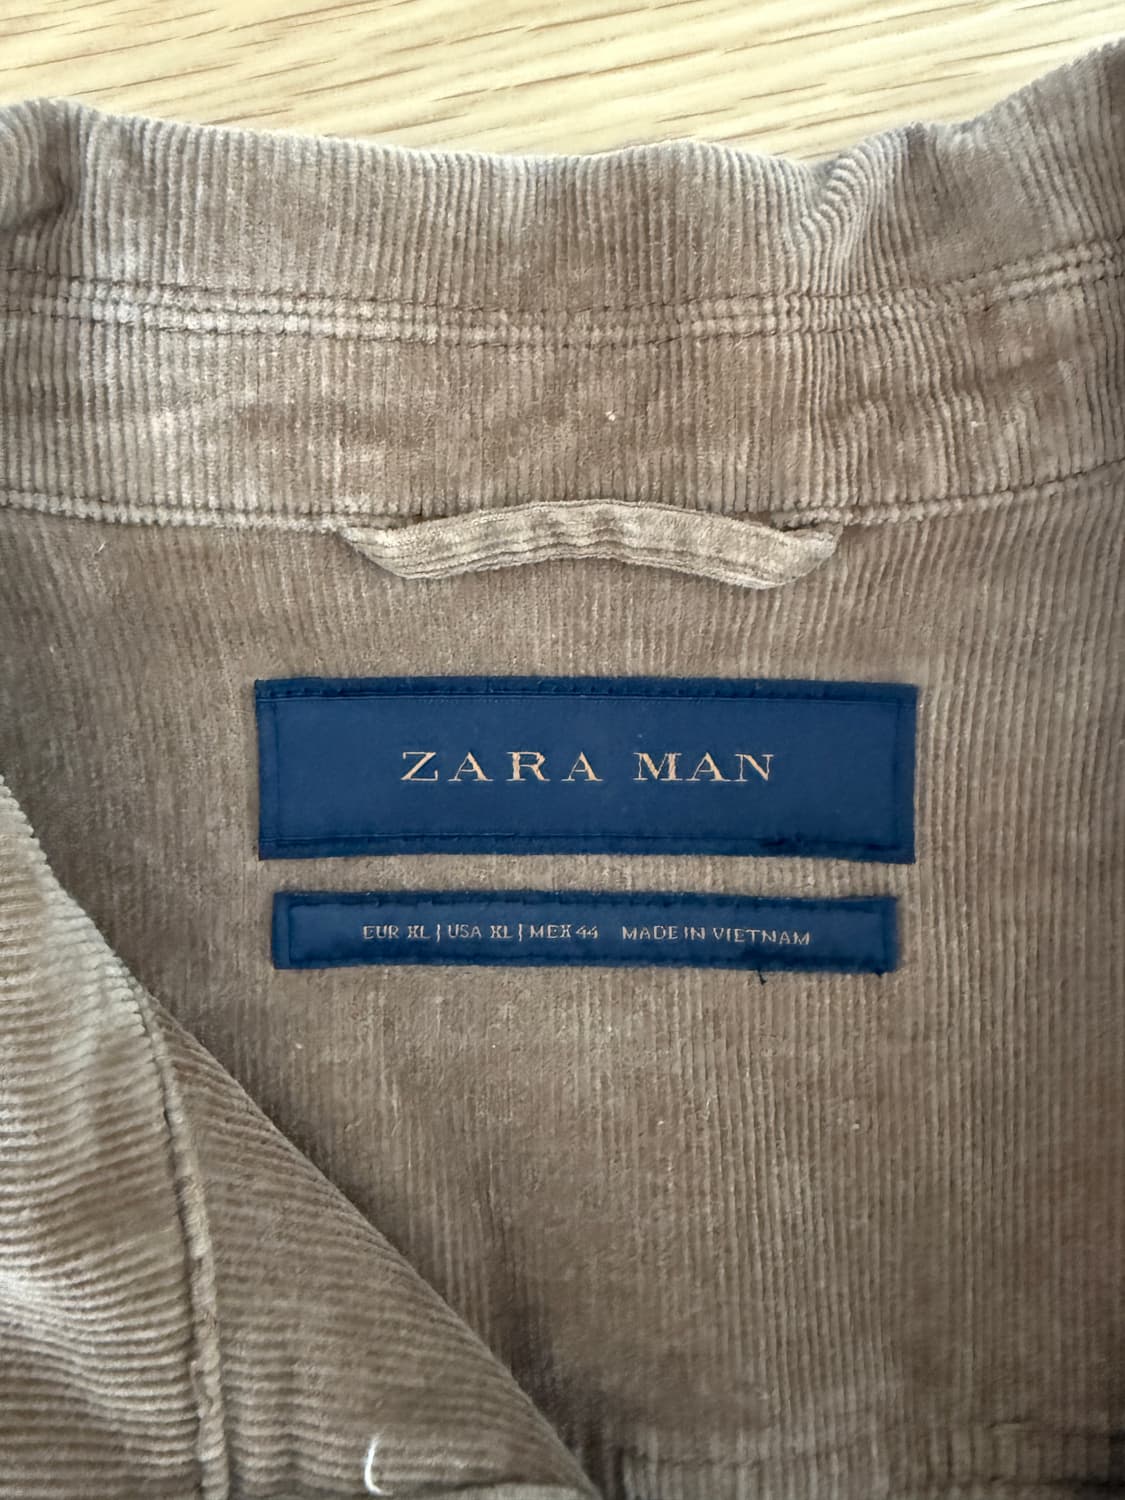 ZARA MAN
EUR XL | USA XL | MEX 44 MADE IN VIETNAM